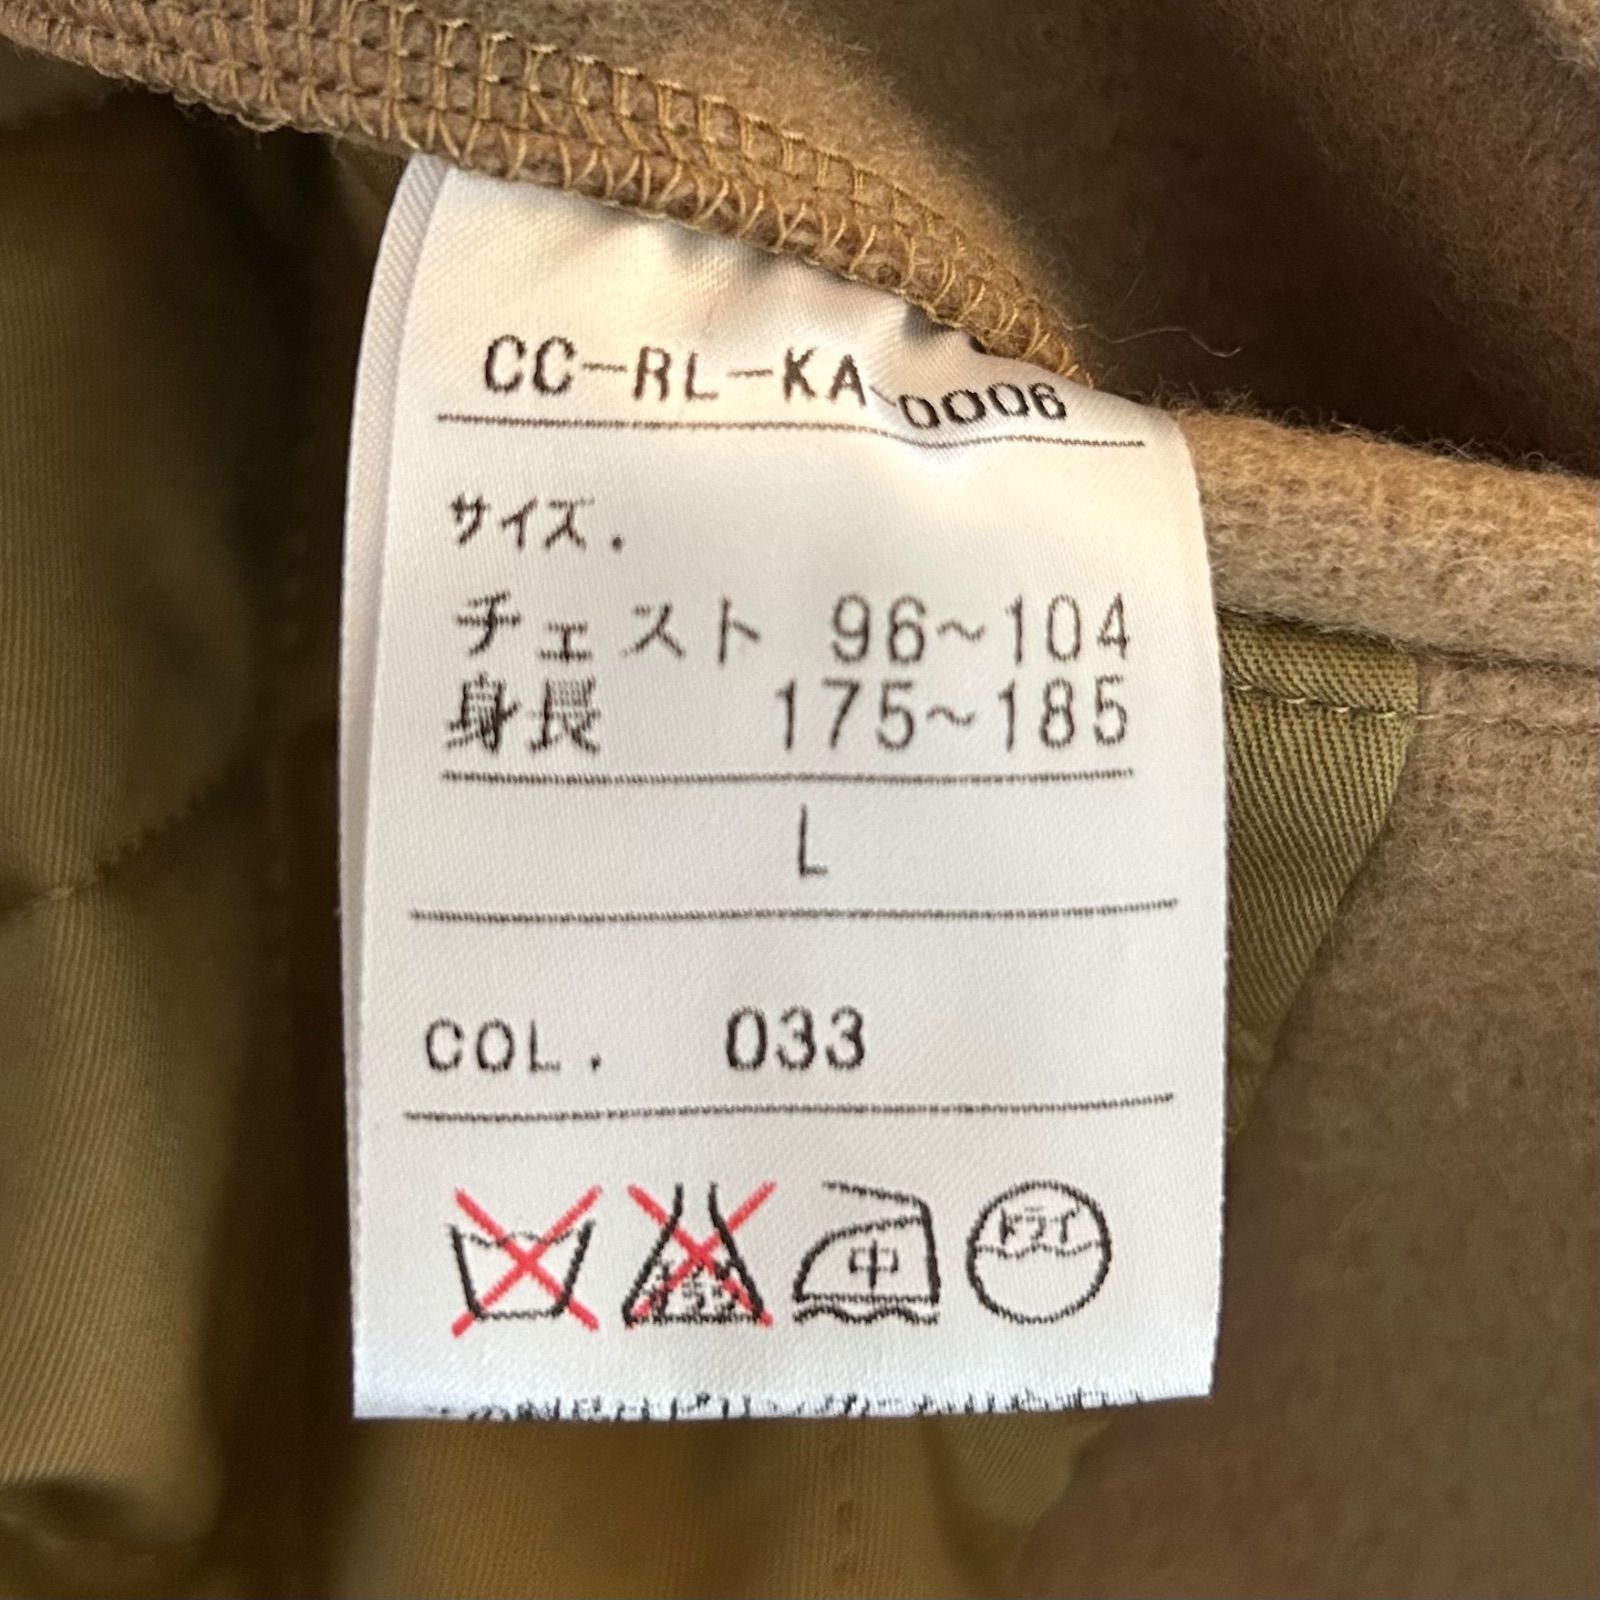 CC-RL-KA-0006
サイズ.
チェスト 96~104
身長 175~185
L
COL. 033
中
ドライ